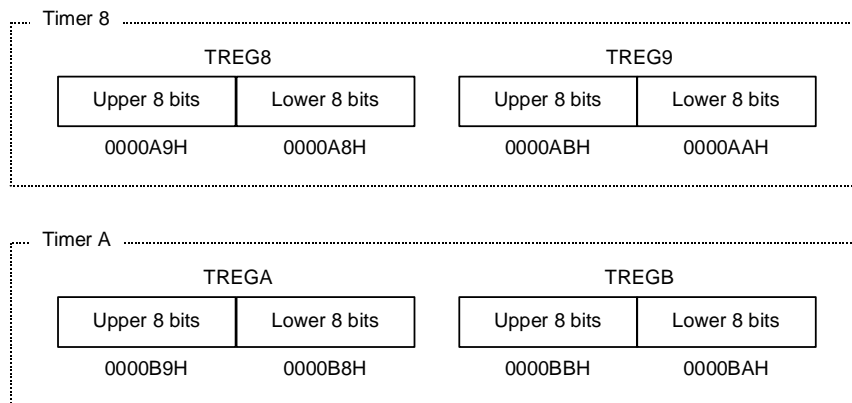 Timer 8
TREG8 TREG9
Upper 8 bits Lower 8 bits Upper 8 bits Lower 8 bits
0000A9H 0000A8H 0000ABH 0000AAH
Timer A
TREGA TREGB
Upper 8 bits Lower 8 bits Upper 8 bits Lower 8 bits
0000B9H 0000B8H 0000BBH 0000BAH